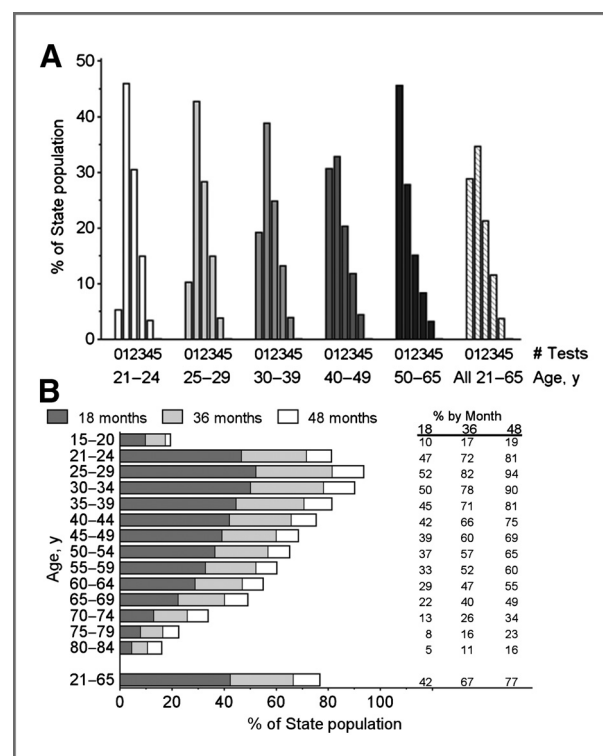 A
50
40
30
20
10
0
% of State population
012345 012345 012345 012345 012345 012345 # Tests
21–24 25–29 30–39 40–49 50–65 All 21–65 Age, y
B
18 months 36 months 48 months
% by Month
18 36 48
15–20 10 17 19
21–24 47 72 81
25–29 52 82 94
30–34 50 78 90
35–39 45 71 81
40–44 42 66 75
45–49 39 60 69
50–54 37 57 65
55–59 33 52 60
60–64 29 47 55
65–69 22 40 49
70–74 13 26 34
75–79 8 16 23
80–84 5 11 16
21–65 42 67 77
Age, y
0 20 40 60 80 100
% of State population